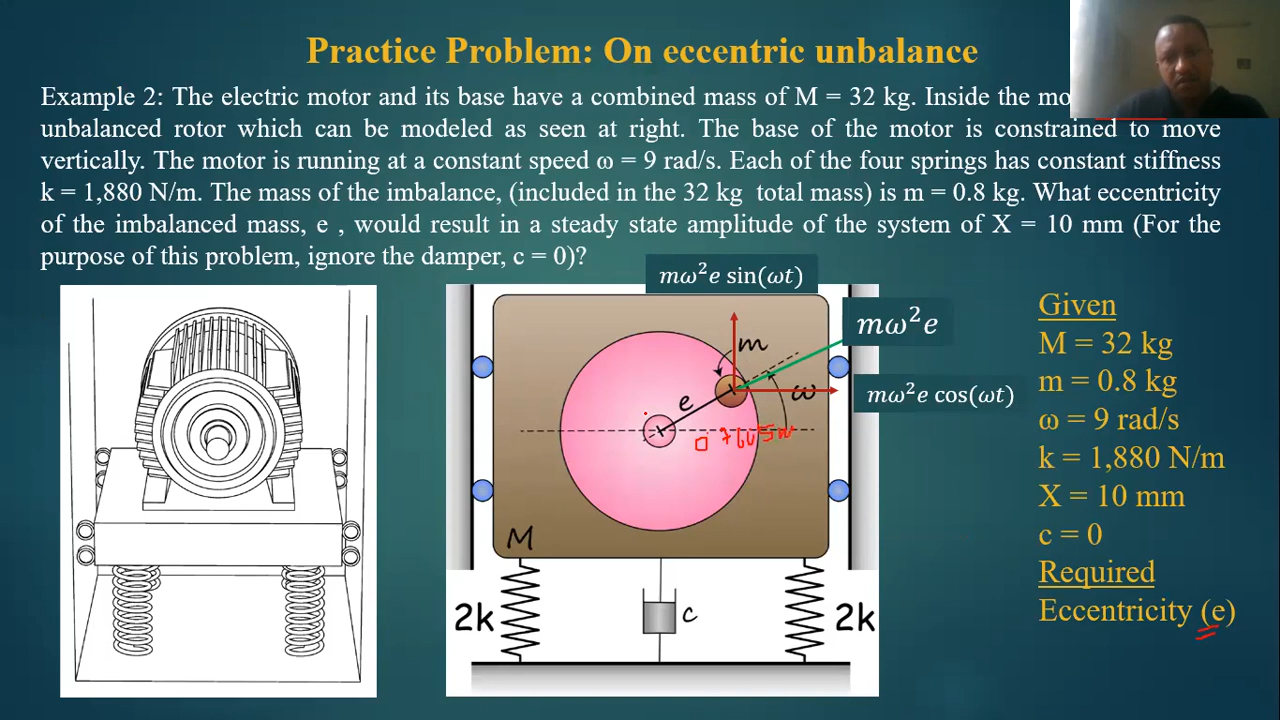 Practice Problem: On eccentric unbalance
Example 2: The electric motor and its base have a combined mass of M = 32 kg. Inside the mo
unbalanced rotor which can be modeled as seen at right. The base of the motor is constrained to move
vertically. The motor is running at a constant speed ω = 9 rad/s. Each of the four springs has constant stiffness
k = 1,880 N/m. The mass of the imbalance, (included in the 32 kg total mass) is m = 0.8 kg. What eccentricity
of the imbalanced mass, e , would result in a steady state amplitude of the system of X = 10 mm (For the
purpose of this problem, ignore the damper, c = 0)?
mω²e sin(ωt)
mω²e
m
mω²e cos(ωt)
ω
e
M
2k
c
2k
Given
M = 32 kg
m = 0.8 kg
ω = 9 rad/s
k = 1,880 N/m
X = 10 mm
c = 0
Required
Eccentricity (e)